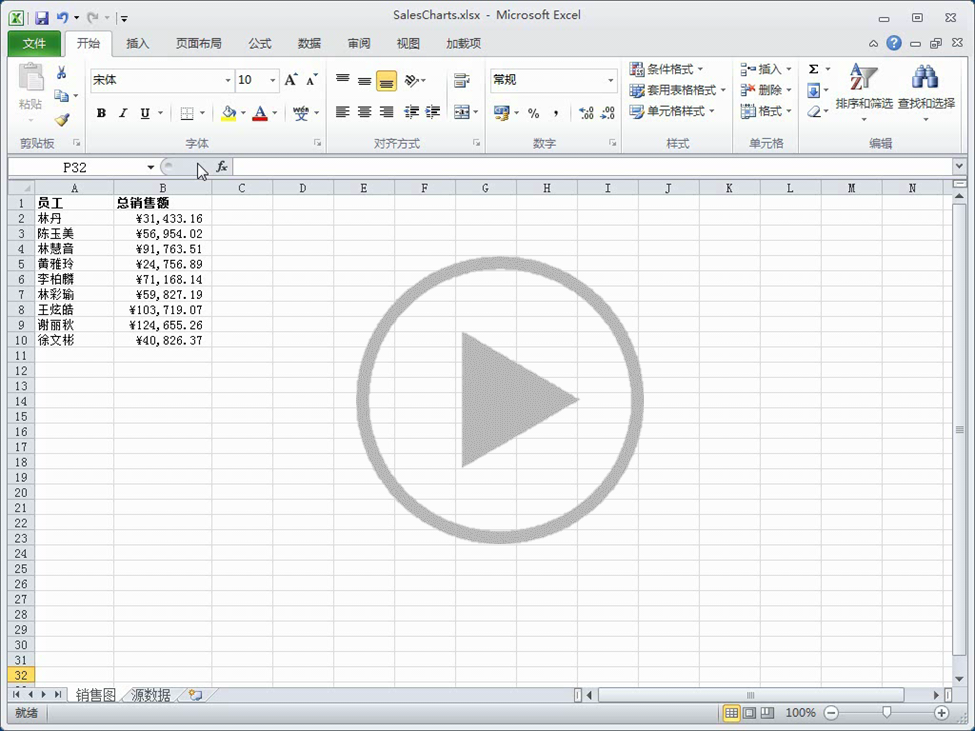 SalesCharts.xlsx - Microsoft Excel
文件 开始 插入 页面布局 公式 数据 审阅 视图 加载项
宋体 10 常规 条件格式 插入
粘贴 套用表格格式 删除 排序和筛选 查找和选择
单元格样式 格式
剪贴板 字体 对齐方式 数字 样式 单元格 编辑
P32 fx
A B C D E F G H I J K L M N
1 员工 总销售额
2 林丹 ¥31,433.16
3 陈玉美 ¥56,954.02
4 林慧音 ¥91,763.51
5 黄雅玲 ¥24,756.89
6 李柏麟 ¥71,168.14
7 林彩瑜 ¥59,827.19
8 王炫皓 ¥103,719.07
9 谢丽秋 ¥124,655.26
10 徐文彬 ¥40,826.37
11
12
13
14
15
16
17
18
19
20
21
22
23
24
25
26
27
28
29
30
31
32
销售图 源数据
就绪 100%